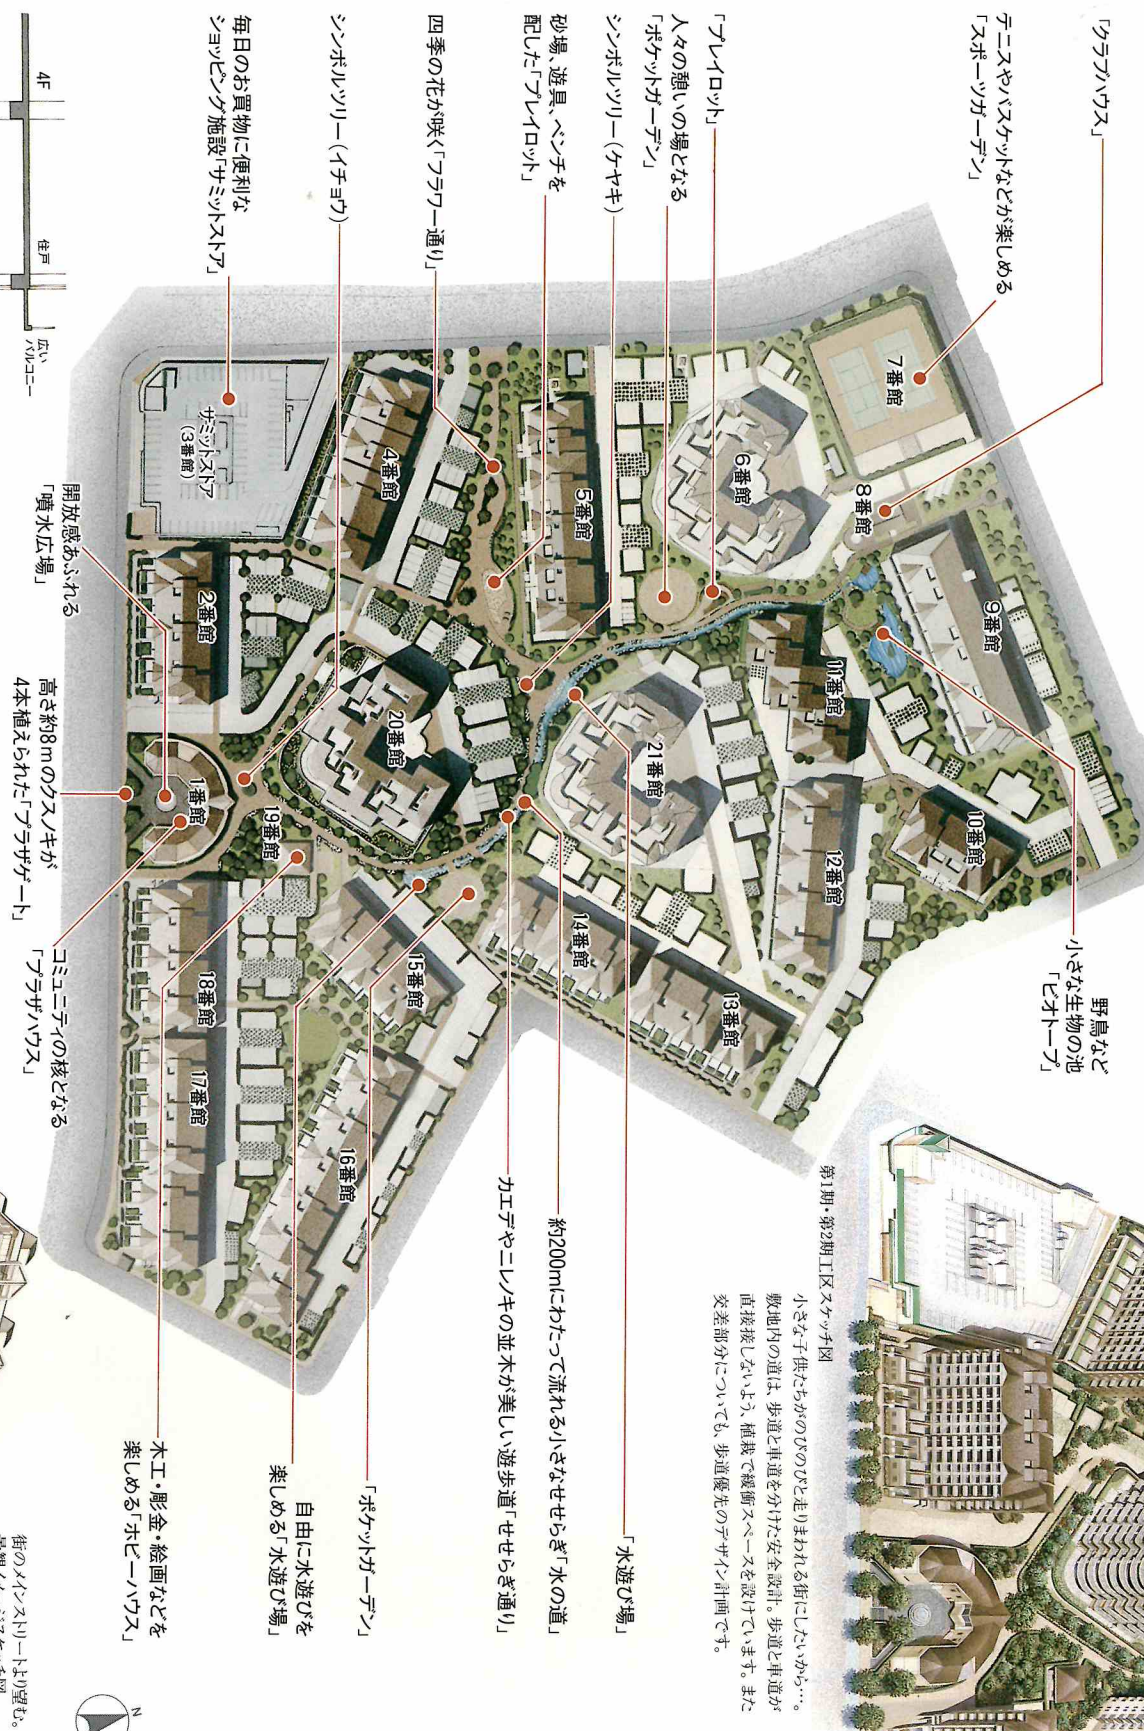 「クラブハウス」
テニスやバスケットなどが楽しめる
「スポーツガーデン」
「プレイロット」
人々の憩いの場となる
「ポケットガーデン」
シンボルツリー(ケヤキ)
砂場、遊具、ベンチを
配した「プレイロット」
四季の花が咲く「フラワー通り」
シンボルツリー(イチョウ)
毎日のお買物に便利な
ショッピング施設「サミットストア」
4F
住戸
広い
バルコニー
7番館
8番館
9番館
6番館
5番館
4番館
サミットストア
(3番館)
2番館
1番館
20番館
21番館
11番館
10番館
12番館
14番館
13番館
15番館
16番館
19番館
18番館
17番館
開放感あふれる
「噴水広場」
高さ約8mのクスノキが
4本植えられた「プラザゲート」
コミュニティの核となる
「プラザハウス」
野鳥など
小さな生物の池
「ビオトープ」
「水遊び場」
約200mにわたって流れる小さなせせらぎ「水の道」
カエデやニレノキの並木が美しい遊歩道「せせらぎ通り」
「ポケットガーデン」
自由に水遊びを
楽しめる「水遊び場」
木工・彫金・絵画などを
楽しめる「ホビーハウス」
第1期・第2期工区スケッチ図
小さな子供たちがのびのびと走りまわれる街にしたいから…。
敷地内の道は、歩道と車道を分けた安全設計。歩道と車道が
直接接しないよう、植栽で緩衝スペースを設けています。また
交差部分についても、歩道優先のデザイン計画です。
街のメインストリートより望む。
N